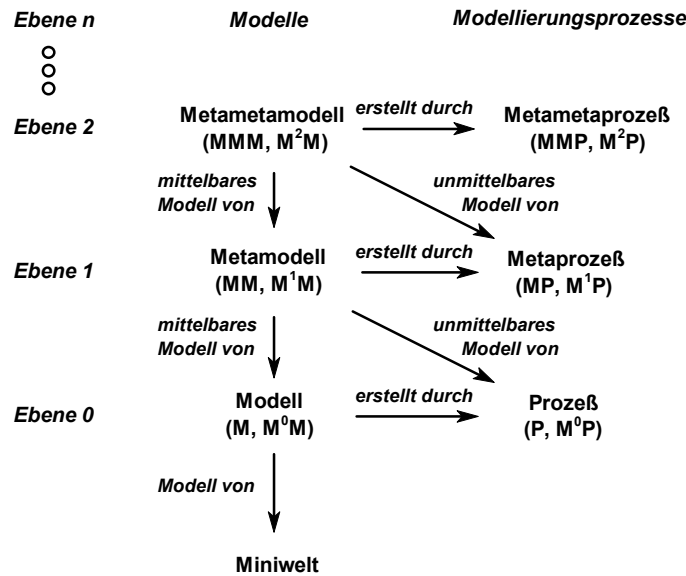 Ebene n Modelle Modellierungsprozesse
erstellt durch
Ebene 2 Metametamodell Metametaprozeß
(MMM, M²M) (MMP, M²P)
mittelbares unmittelbares
Modell von Modell von
erstellt durch
Ebene 1 Metamodell Metaprozeß
(MM, M¹M) (MP, M¹P)
mittelbares unmittelbares
Modell von Modell von
erstellt durch
Ebene 0 Modell Prozeß
(M, M⁰M) (P, M⁰P)
Modell von
Miniwelt